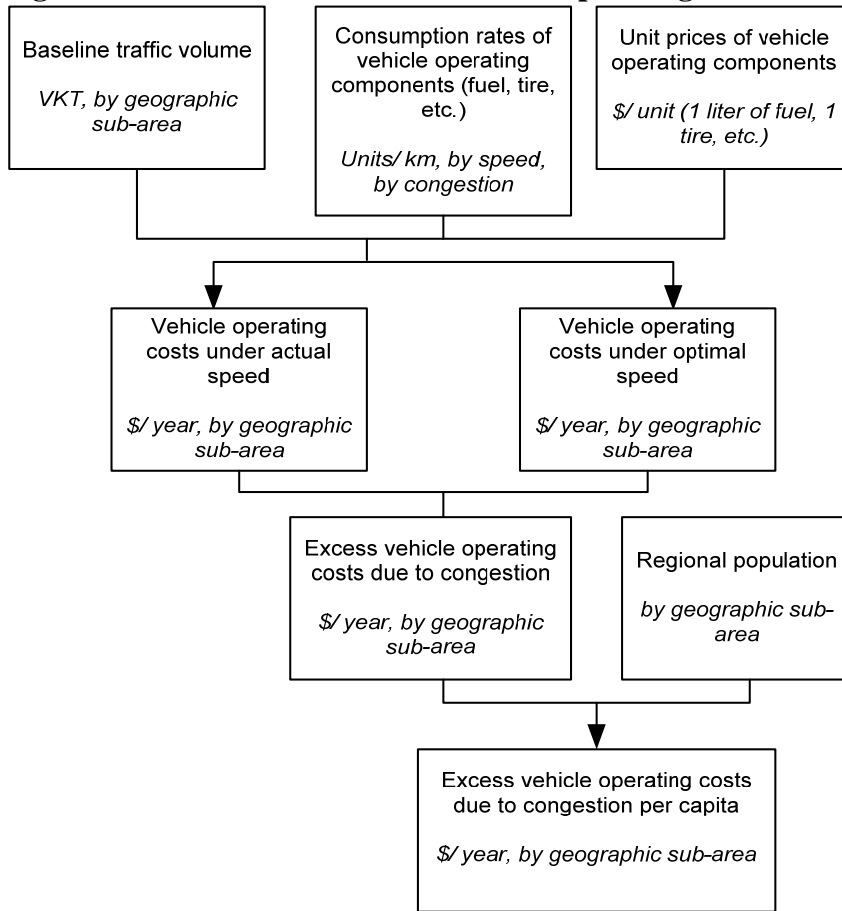 Baseline traffic volume
VKT, by geographic
sub-area
Consumption rates of
vehicle operating
components (fuel, tire,
etc.)
Units/ km, by speed,
by congestion
Unit prices of vehicle
operating components
$/ unit (1 liter of fuel, 1
tire, etc.)
Vehicle operating
costs under actual
speed
$/ year, by geographic
sub-area
Vehicle operating
costs under optimal
speed
$/ year, by geographic
sub-area
Excess vehicle operating
costs due to congestion
$/ year, by geographic
sub-area
Regional population
by geographic sub-
area
Excess vehicle operating costs
due to congestion per capita
$/ year, by geographic sub-area